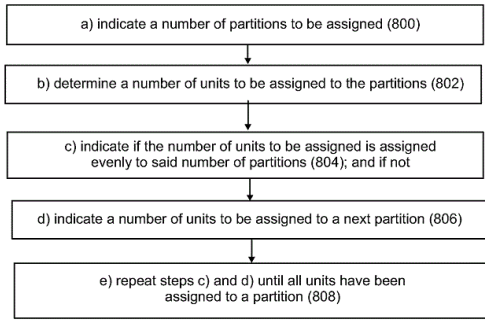 a) indicate a number of partitions to be assigned (800)
b) determine a number of units to be assigned to the partitions (802)
c) indicate if the number of units to be assigned is assigned
evenly to said number of partitions (804); and if not
d) indicate a number of units to be assigned to a next partition (806)
e) repeat steps c) and d) until all units have been
assigned to a partition (808)